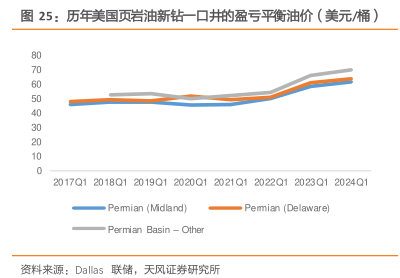 图 25：历年美国页岩油新钻一口井的盈亏平衡油价（美元/桶）
80
70
60
50
40
30
20
10
0
2017Q1 2018Q1 2019Q1 2020Q1 2021Q1 2022Q1 2023Q1 2024Q1
Permian (Midland) Permian (Delaware)
Permian Basin – Other
资料来源：Dallas 联储，天风证券研究所